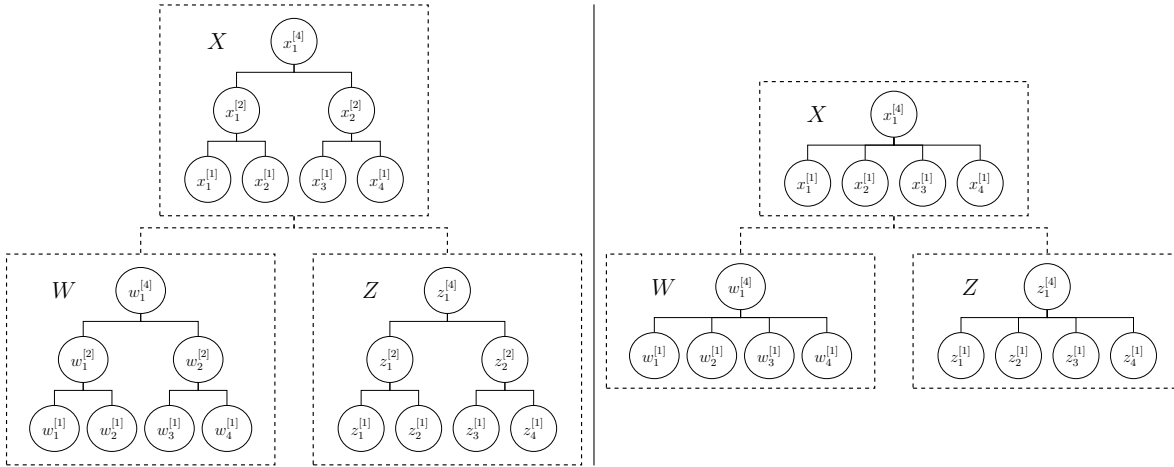 X x_1^{[4]}
x_1^{[2]} x_2^{[2]}
x_1^{[1]} x_2^{[1]} x_3^{[1]} x_4^{[1]}
W w_1^{[4]}
w_1^{[2]} w_2^{[2]}
w_1^{[1]} w_2^{[1]} w_3^{[1]} w_4^{[1]}
Z z_1^{[4]}
z_1^{[2]} z_2^{[2]}
z_1^{[1]} z_2^{[1]} z_3^{[1]} z_4^{[1]}
X x_1^{[4]}
x_1^{[1]} x_2^{[1]} x_3^{[1]} x_4^{[1]}
W w_1^{[4]}
w_1^{[1]} w_2^{[1]} w_3^{[1]} w_4^{[1]}
Z z_1^{[4]}
z_1^{[1]} z_2^{[1]} z_3^{[1]} z_4^{[1]}